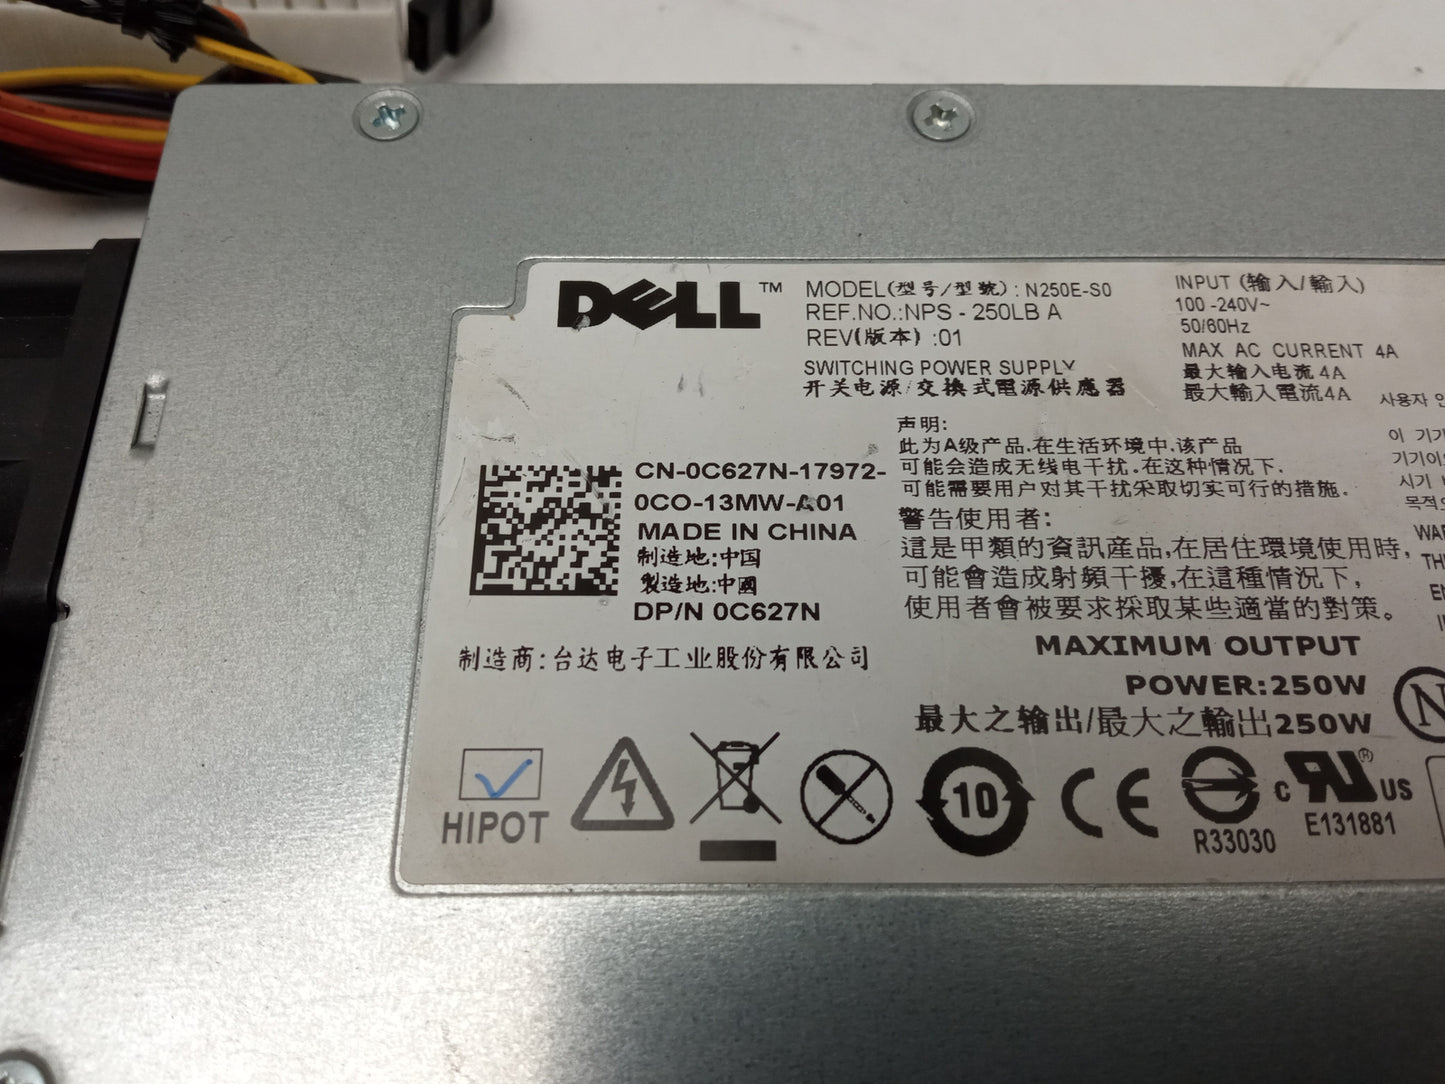 DELL™
MODEL(型号/型號): N250E-S0
REF.NO.:NPS - 250LB A
REV(版本) :01
SWITCHING POWER SUPPLY
开关电源/交換式電源供應器
INPUT (输入/輸入)
100 -240V~
50/60Hz
MAX AC CURRENT 4A
最大输入电流 4A
最大輸入電流4A
声明:
此为A级产品,在生活环境中,该产品
可能会造成无线电干扰,在这种情况下,
可能需要用户对其干扰采取切实可行的措施.
警告使用者:
這是甲類的資訊産品,在居住環境使用時,
可能會造成射頻干擾,在這種情况下,
使用者會被要求採取某些適當的對策。
사용자
이
시기
CN-0C627N-17972-
0CO-13MW-A01
MADE IN CHINA
制造地:中国
製造地:中國
DP/N 0C627N
制造商:台达电子工业股份有限公司
MAXIMUM OUTPUT
POWER:250W
最大之输出/最大之輸出250W
N
HIPOT
10
CE
R33030
c RU® US
E131881